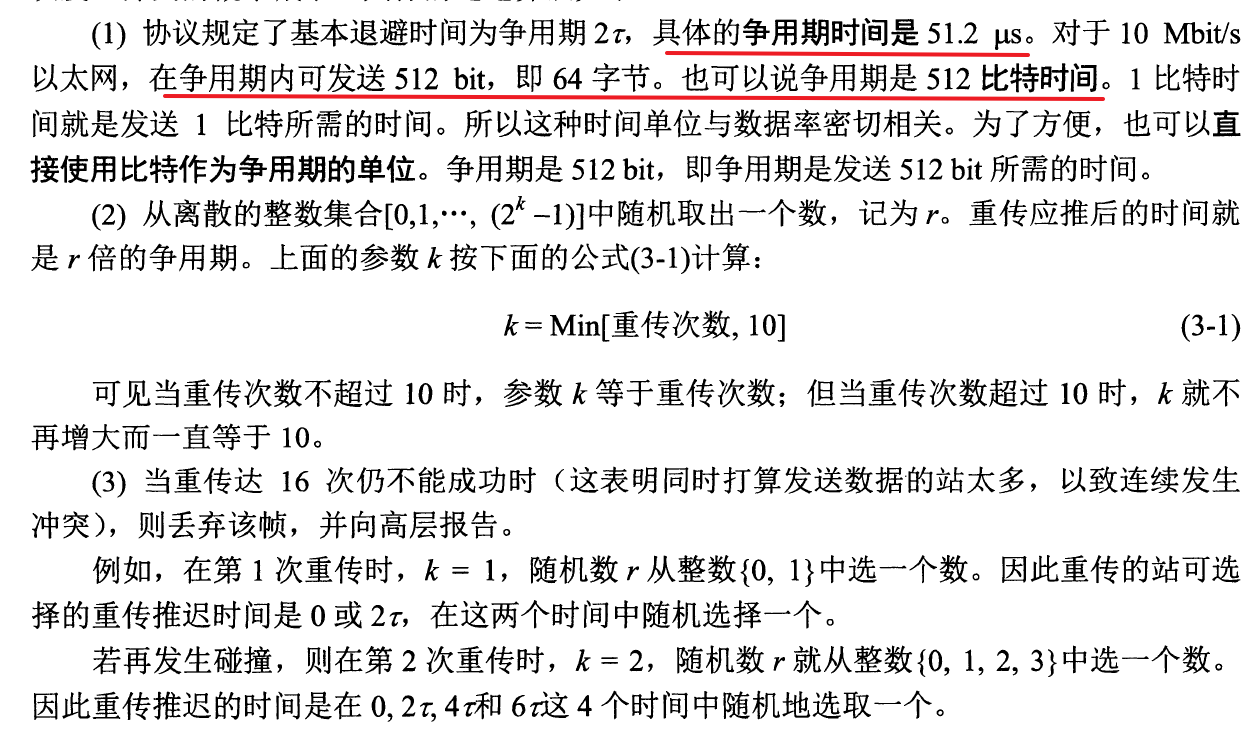 (1) 协议规定了基本退避时间为争用期 2τ，具体的争用期时间是 51.2 μs。对于 10 Mbit/s
以太网，在争用期内可发送 512 bit，即 64 字节。也可以说争用期是 512 比特时间。1 比特时
间就是发送 1 比特所需的时间。所以这种时间单位与数据率密切相关。为了方便，也可以直
接使用比特作为争用期的单位。争用期是 512 bit，即争用期是发送 512 bit 所需的时间。
(2) 从离散的整数集合[0,1,⋯, (2^k –1)]中随机取出一个数，记为 r。重传应推后的时间就
是 r 倍的争用期。上面的参数 k 按下面的公式(3-1)计算：
k = Min[重传次数, 10] (3-1)
可见当重传次数不超过 10 时，参数 k 等于重传次数；但当重传次数超过 10 时，k 就不
再增大而一直等于 10。
(3) 当重传达 16 次仍不能成功时（这表明同时打算发送数据的站太多，以致连续发生
冲突），则丢弃该帧，并向高层报告。
例如，在第 1 次重传时，k = 1，随机数 r 从整数{0, 1}中选一个数。因此重传的站可选
择的重传推迟时间是 0 或 2τ，在这两个时间中随机选择一个。
若再发生碰撞，则在第 2 次重传时，k = 2，随机数 r 就从整数{0, 1, 2, 3}中选一个数。
因此重传推迟的时间是在 0, 2τ, 4τ和 6τ这 4 个时间中随机地选取一个。